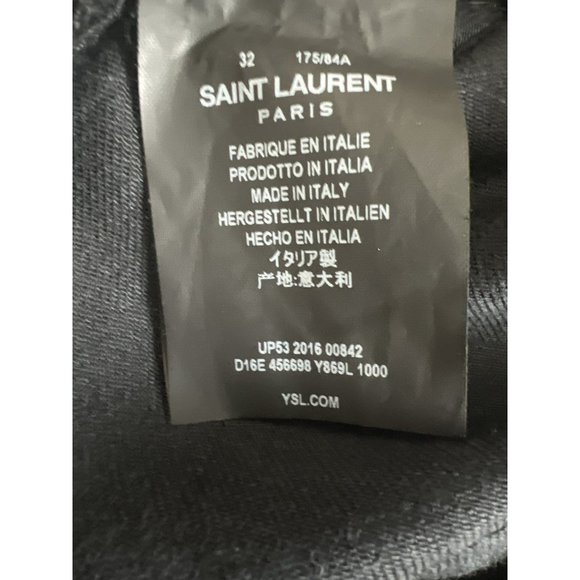 32 175/84A
SAINT LAURENT
PARIS
FABRIQUE EN ITALIE
PRODOTTO IN ITALIA
MADE IN ITALY
HERGESTELLT IN ITALIEN
HECHO EN ITALIA
イタリア製
产地:意大利
UP53 2016 00842
D16E 456698 Y869L 1000
YSL.COM